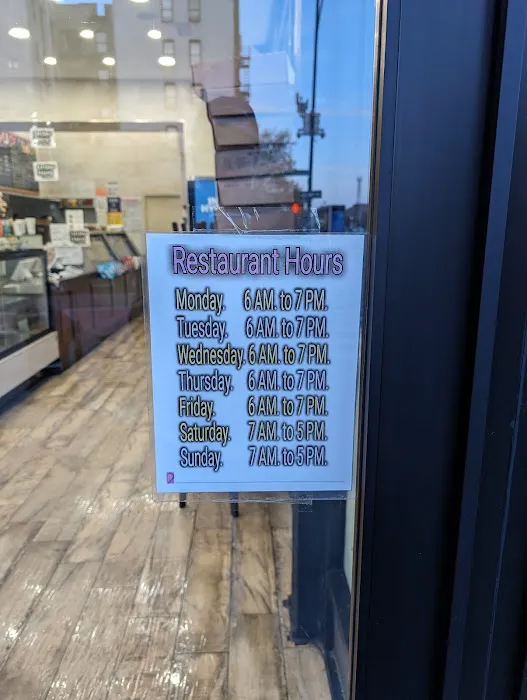 Restaurant Hours
Monday. 6 AM. to 7 PM.
Tuesday. 6 AM. to 7 PM.
Wednesday. 6 AM. to 7 PM.
Thursday. 6 AM. to 7 PM.
Friday. 6 AM. to 7 PM.
Saturday. 7 AM. to 5 PM.
Sunday. 7 AM. to 5 PM.